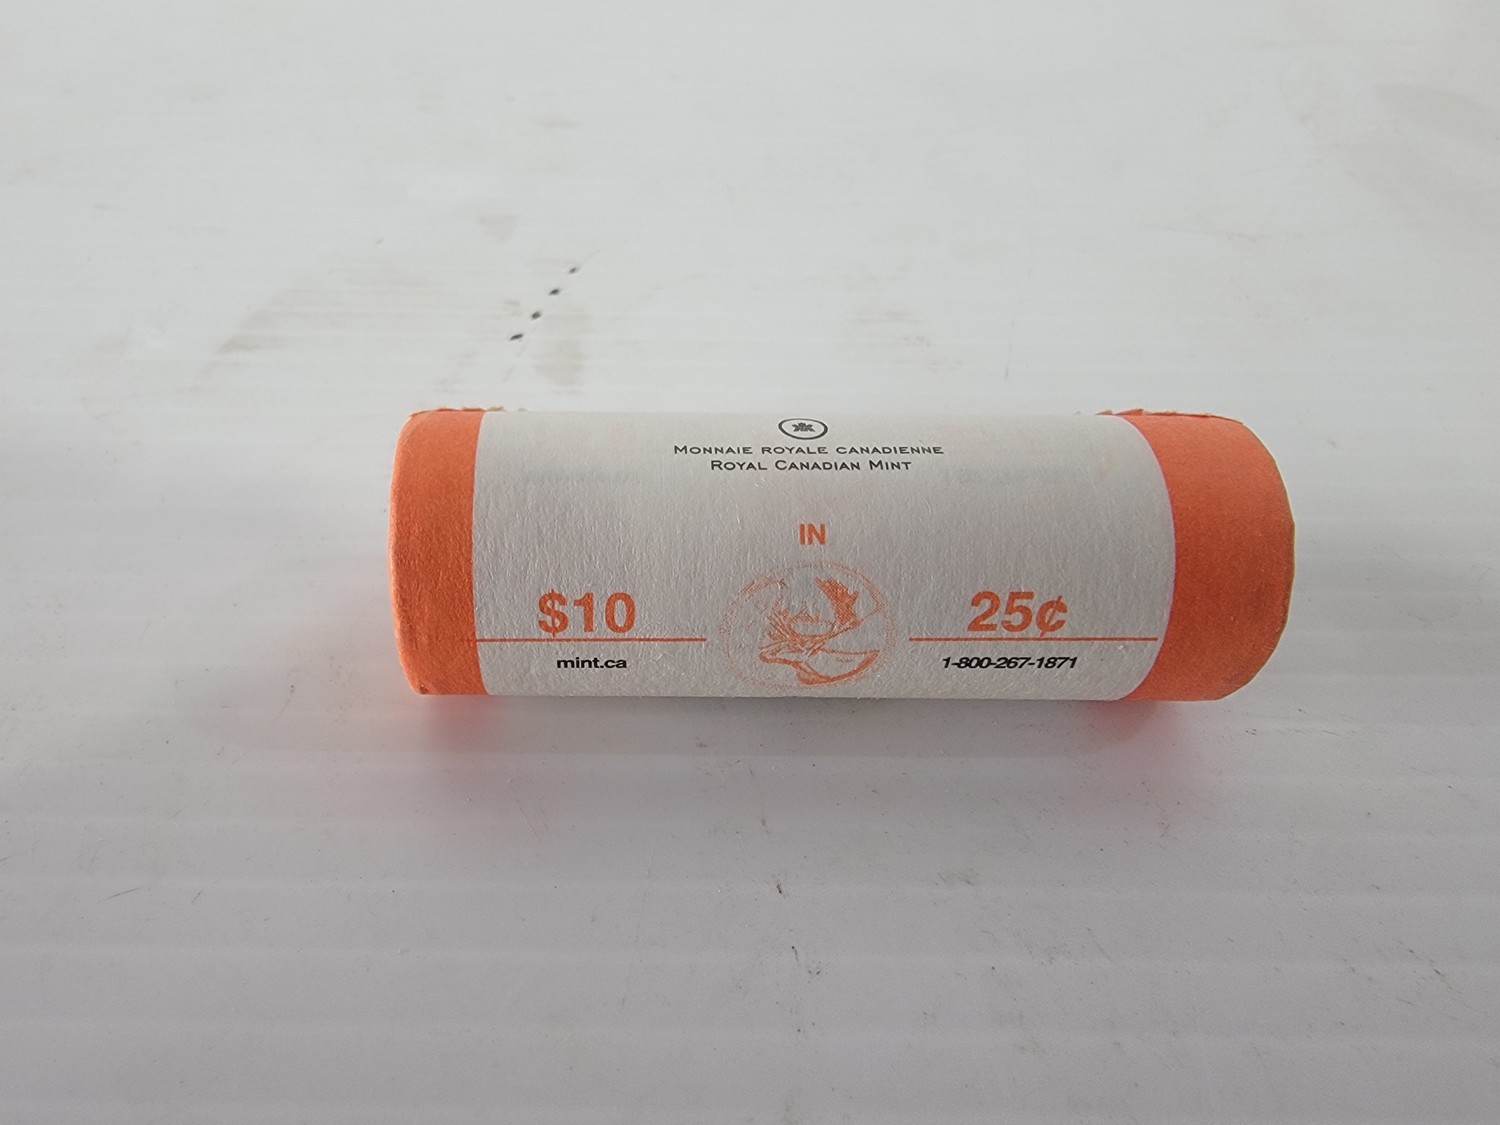 MONNAIE ROYALE CANADIENNE
ROYAL CANADIAN MINT
IN
$10 25¢
mint.ca 1-800-267-1871